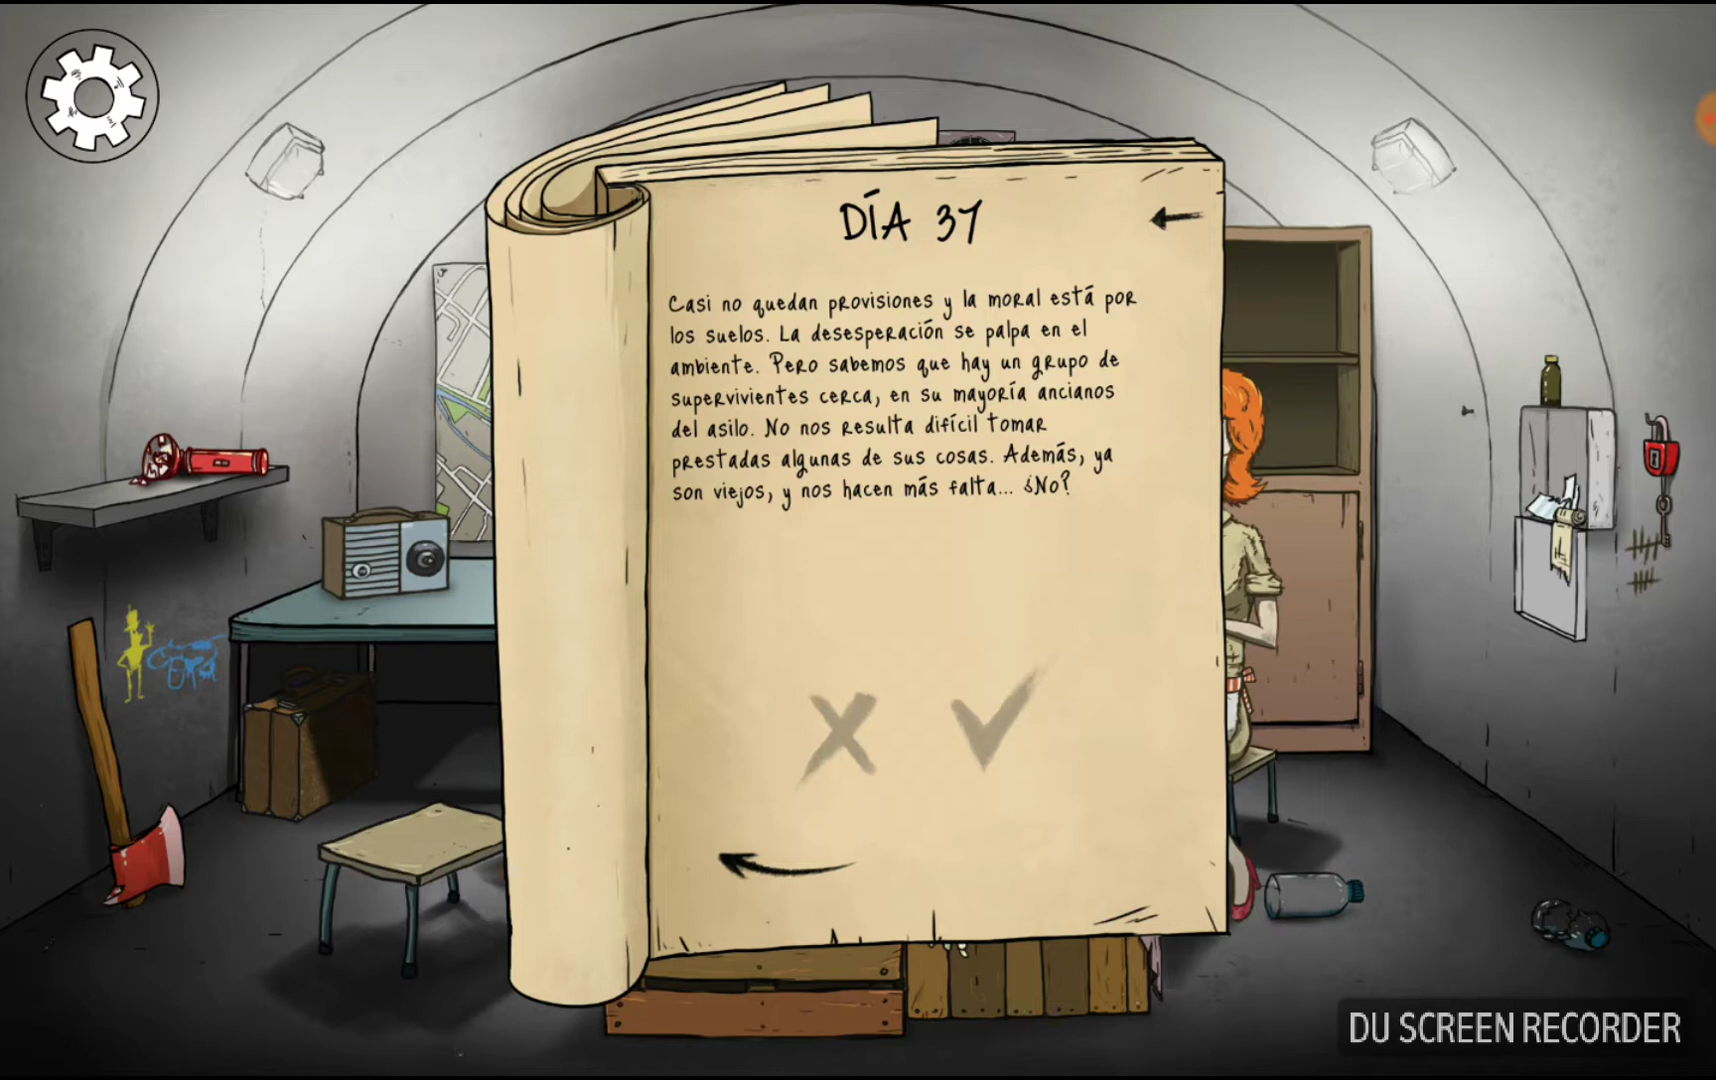 DÍA 37
Casi no quedan provisiones y la moral está por
los suelos. La desesperación se palpa en el
ambiente. Pero sabemos que hay un grupo de
supervivientes cerca, en su mayoría ancianos
del asilo. No nos resulta difícil tomar
prestadas algunas de sus cosas. Además, ya
son viejos, y nos hacen más falta... ¿No?
DU SCREEN RECORDER